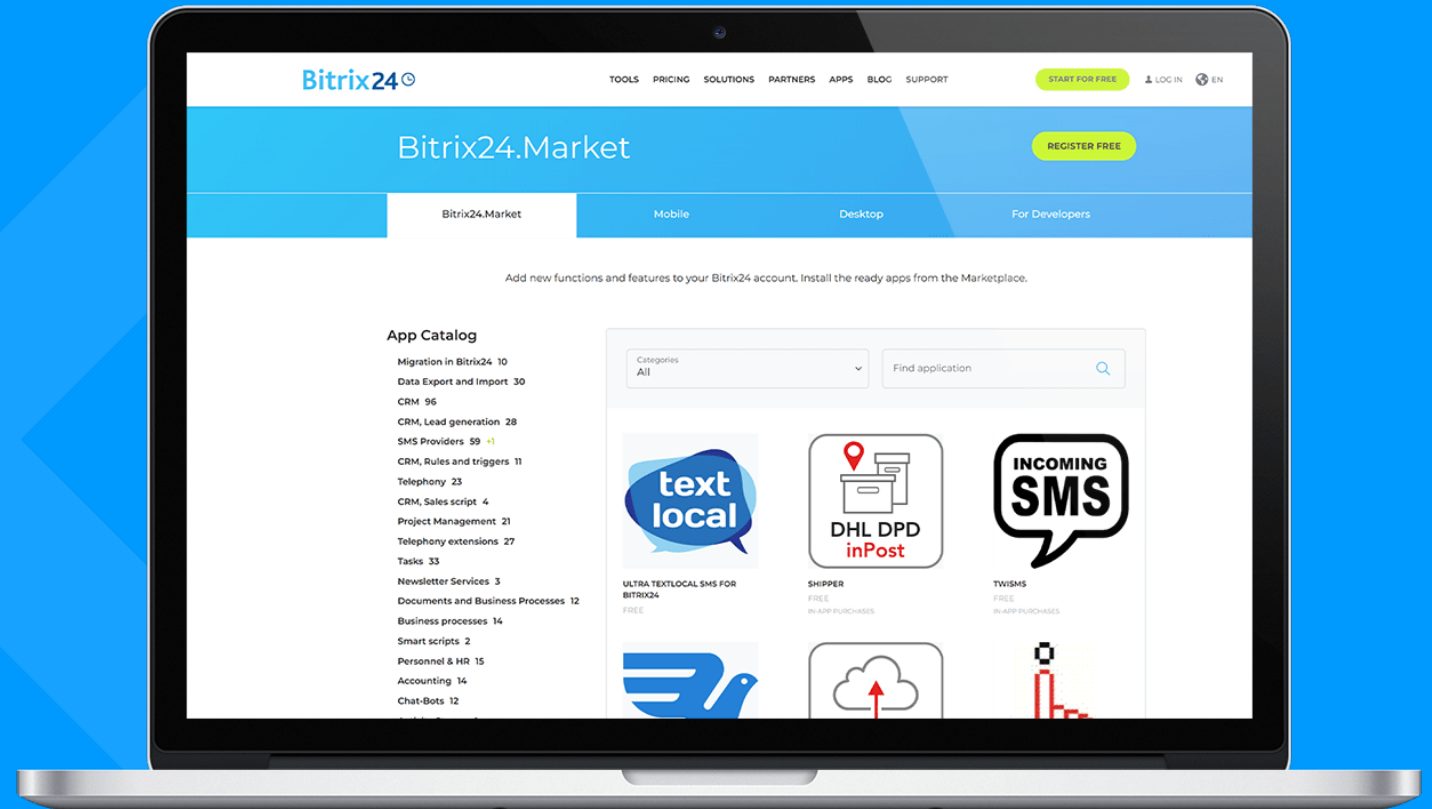 Bitrix24
TOOLS PRICING SOLUTIONS PARTNERS APPS BLOG SUPPORT
START FOR FREE
LOG IN
EN
Bitrix24.Market
REGISTER FREE
Bitrix24.Market
Mobile
Desktop
For Developers
Add new functions and features to your Bitrix24 account. Install the ready apps from the Marketplace.
App Catalog
Migration in Bitrix24 10
Data Export and Import 30
CRM 96
CRM, Lead generation 28
SMS Providers 59 +1
CRM, Rules and triggers 11
Telephony 23
CRM, Sales script 4
Project Management 21
Telephony extensions 27
Tasks 33
Newsletter Services 3
Documents and Business Processes 12
Business processes 14
Smart scripts 2
Personnel & HR 15
Accounting 14
Chat-Bots 12
Categories
All
Find application
text
local
ULTRA TEXTLOCAL SMS FOR
BITRIX24
FREE
DHL DPD
inPost
SHIPPER
FREE
IN-APP PURCHASES
INCOMING
SMS
TWISMS
FREE
IN-APP PURCHASES